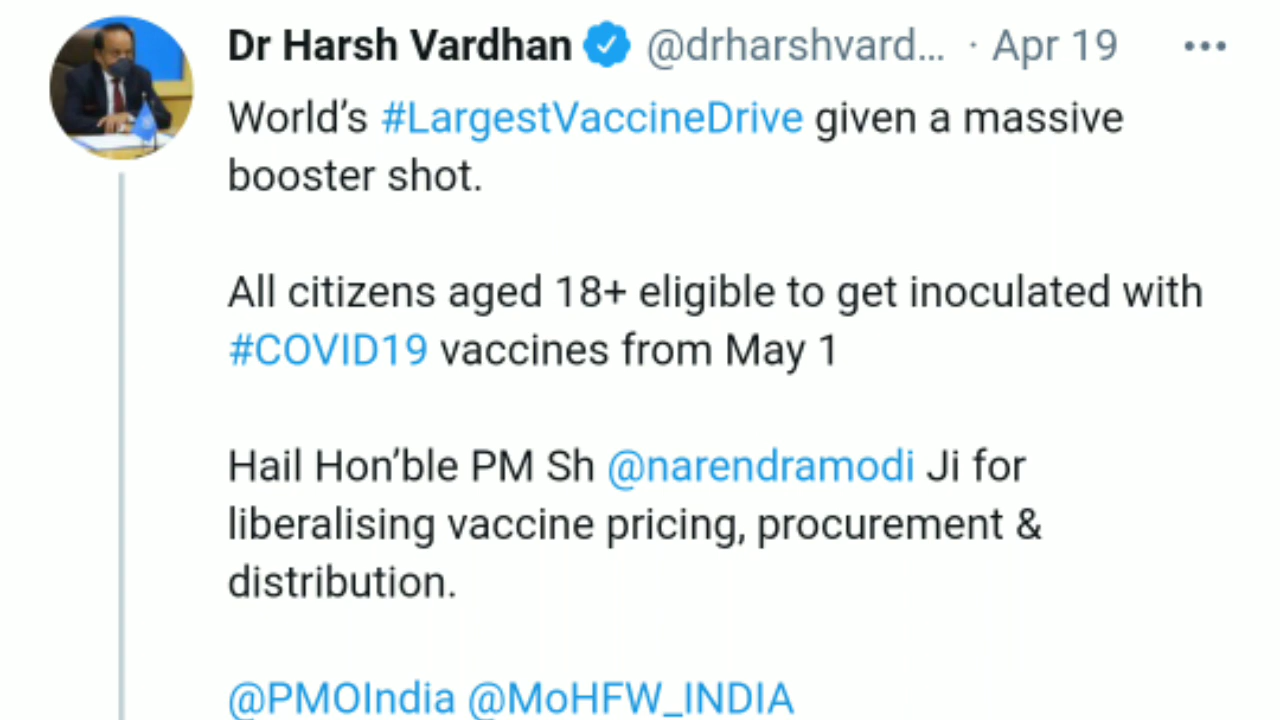 Dr Harsh Vardhan @drharshvard... · Apr 19
World’s #LargestVaccineDrive given a massive
booster shot.
All citizens aged 18+ eligible to get inoculated with
#COVID19 vaccines from May 1
Hail Hon’ble PM Sh @narendramodi Ji for
liberalising vaccine pricing, procurement &
distribution.
@PMOIndia @MoHFW_INDIA